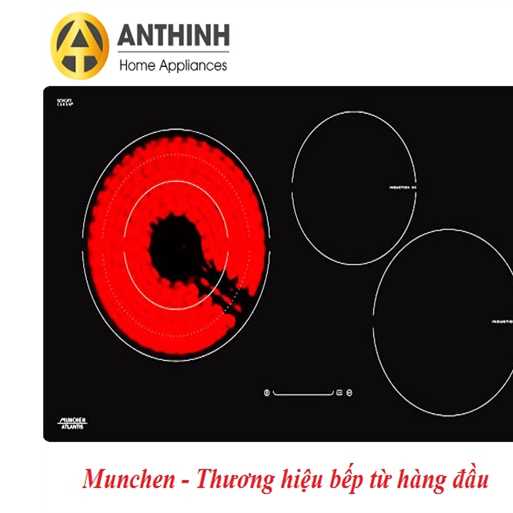 ANTHINH
Home Appliances
SCHOTT
CERAN
INDUCTION
INDUCTION
MUNCHEN
ATLANTIS
Munchen - Thương hiệu bếp từ hàng đầu